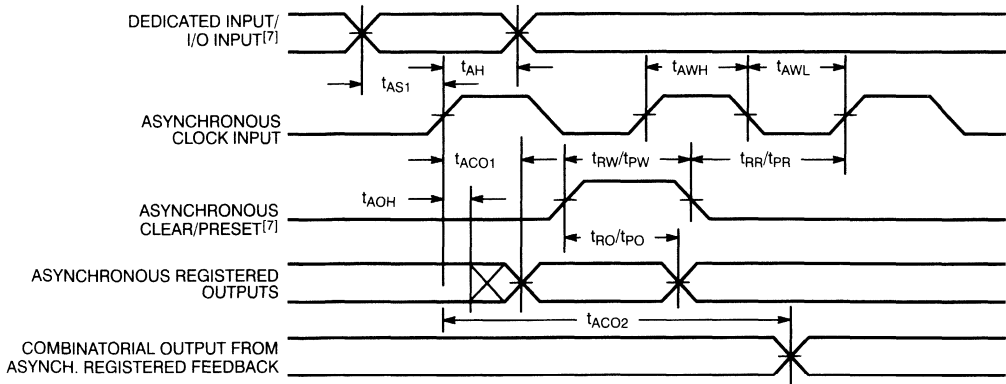 DEDICATED INPUT/
I/O INPUT[7]
tAH
tAWH
tAWL
tAS1
ASYNCHRONOUS
CLOCK INPUT
tACO1
tRW/tPW
tRR/tPR
tAOH
ASYNCHRONOUS
CLEAR/PRESET[7]
tRO/tPO
ASYNCHRONOUS REGISTERED
OUTPUTS
tACO2
COMBINATORIAL OUTPUT FROM
ASYNCH. REGISTERED FEEDBACK